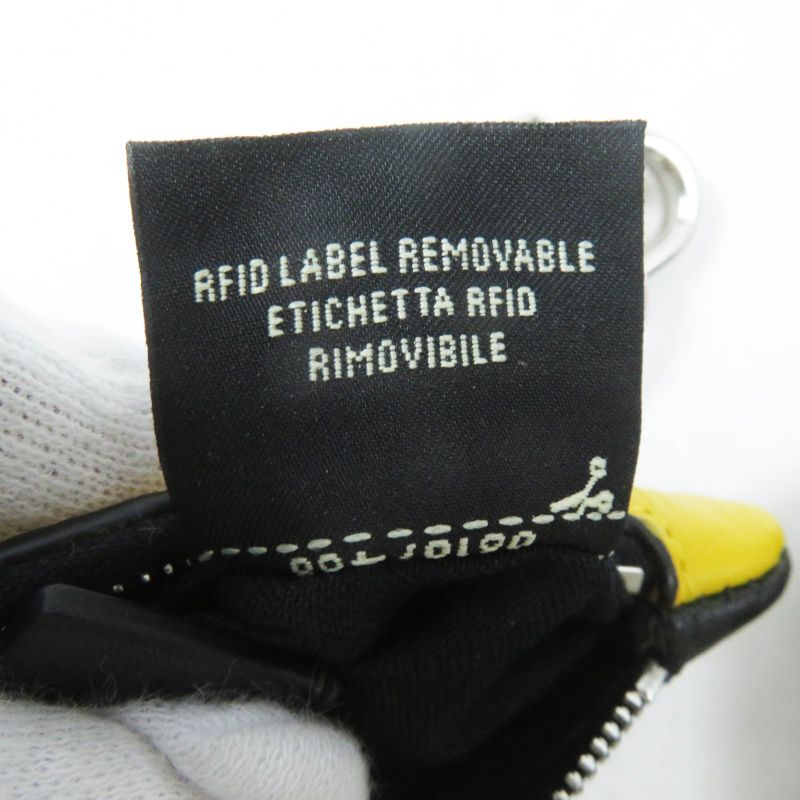 RFID LABEL REMOVABLE
ETICHETTA RFID
RIMOVIBILE